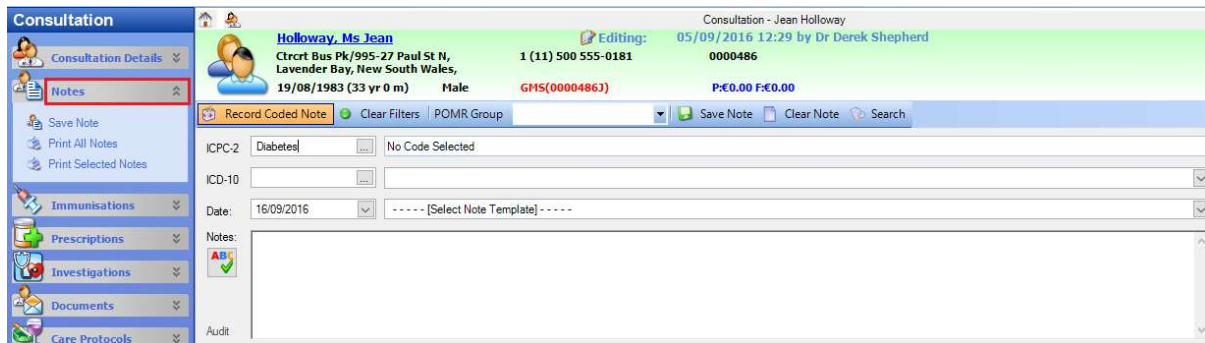 Consultation
Consultation Details
Notes
Save Note
Print All Notes
Print Selected Notes
Immunisations
Prescriptions
Investigations
Documents
Care Protocols
Consultation - Jean Holloway
Holloway, Ms Jean
Editing:
05/09/2016 12:29 by Dr Derek Shepherd
Ctrcrt Bus Pk/995-27 Paul St N,
1 (11) 500 555-0181
0000486
Lavender Bay, New South Wales,
19/08/1983 (33 yr 0 m) Male GMS(0000486J) P:€0.00 F:€0.00
Record Coded Note Clear Filters POMR Group Save Note Clear Note Search
ICPC-2 Diabetes ... No Code Selected
ICD-10 ...
Date: 16/09/2016 - - - - - [Select Note Template] - - - - -
Notes:
ABC
Audit